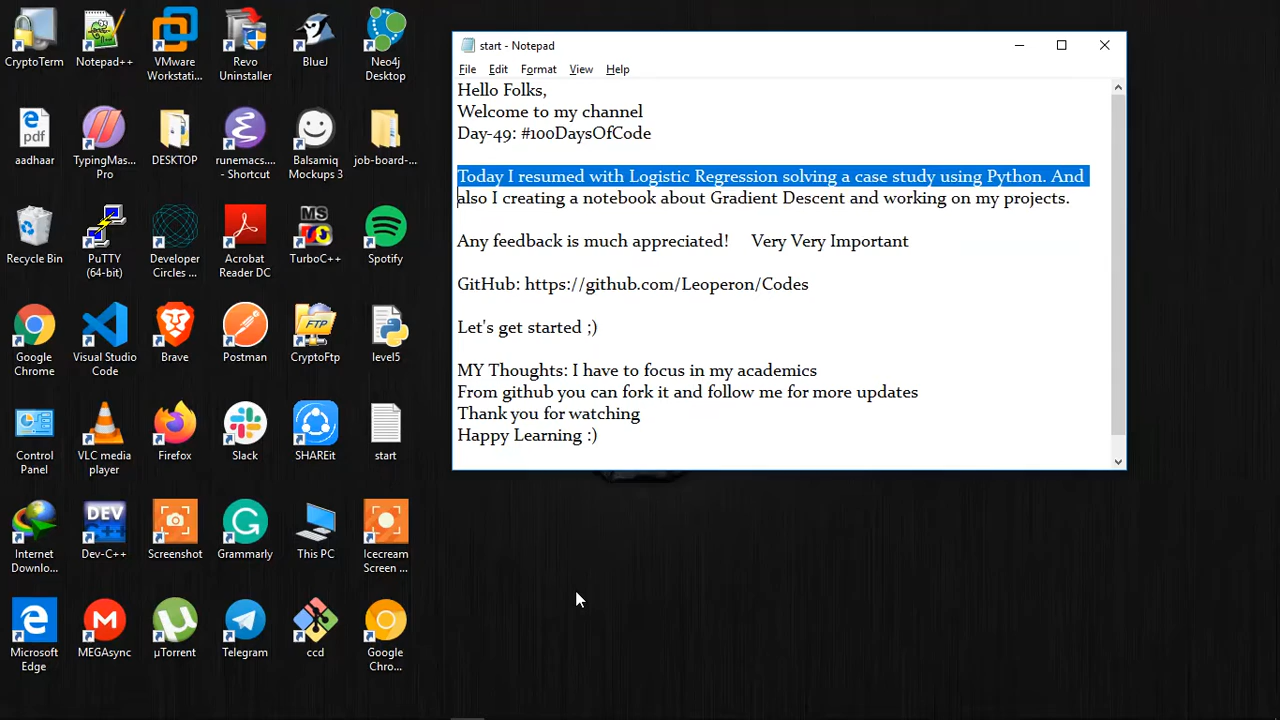 CryptoTerm
Notepad++
VMware Workstati...
Revo Uninstaller
BlueJ
Neo4j Desktop
pdf
aadhaar
TypingMas... Pro
DESKTOP
runemacs.... - Shortcut
Balsamiq Mockups 3
job-board-...
Recycle Bin
PuTTY (64-bit)
Developer Circles ...
Acrobat Reader DC
MS
TurboC++
Spotify
Google Chrome
Visual Studio Code
Brave
Postman
FTP
CryptoFtp
level5
Control Panel
VLC media player
Firefox
Slack
SHAREit
start
Internet Downlo...
DEV
Dev-C++
Screenshot
Grammarly
This PC
Icecream Screen ...
Microsoft Edge
MEGAsync
µTorrent
Telegram
ccd
Google Chro...
start - Notepad
File Edit Format View Help
Hello Folks,
Welcome to my channel
Day-49: #100DaysOfCode
Today I resumed with Logistic Regression solving a case study using Python. And
also I creating a notebook about Gradient Descent and working on my projects.
Any feedback is much appreciated! Very Very Important
GitHub: https://github.com/Leoperon/Codes
Let's get started ;)
MY Thoughts: I have to focus in my academics
From github you can fork it and follow me for more updates
Thank you for watching
Happy Learning :)